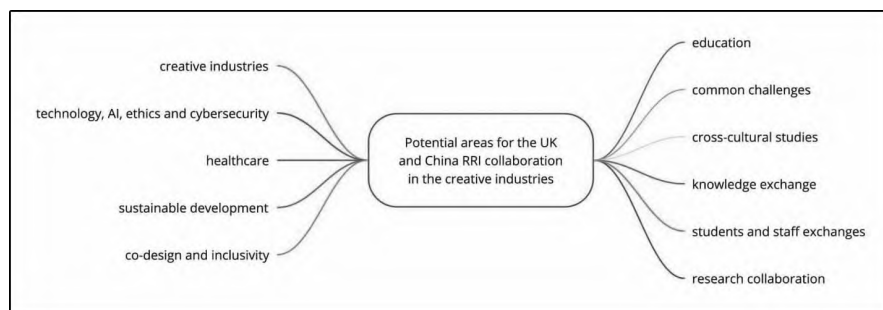 creative industries
technology, AI, ethics and cybersecurity
healthcare
sustainable development
co-design and inclusivity
Potential areas for the UK
and China RRI collaboration
in the creative industries
education
common challenges
cross-cultural studies
knowledge exchange
students and staff exchanges
research collaboration